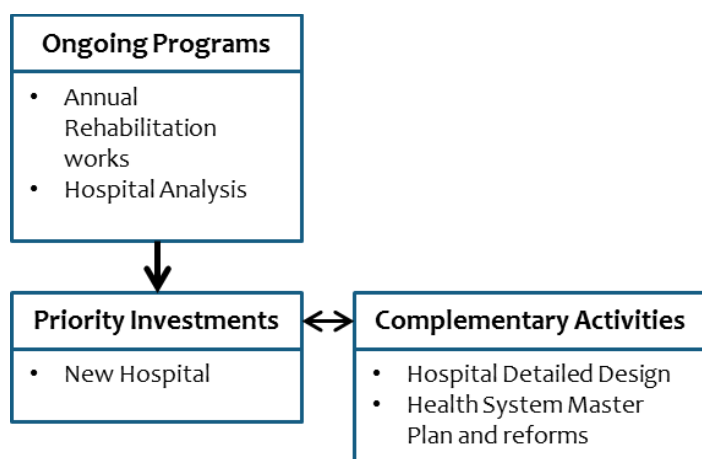 Ongoing Programs
• Annual
Rehabilitation
works
• Hospital Analysis
Priority Investments
• New Hospital
Complementary Activities
• Hospital Detailed Design
• Health System Master
Plan and reforms